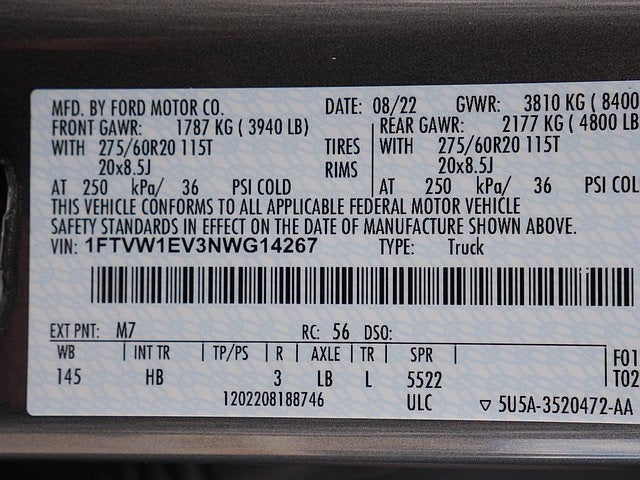 MFD. BY FORD MOTOR CO. DATE: 08/22 GVWR: 3810 KG ( 8400
FRONT GAWR: 1787 KG ( 3940 LB) REAR GAWR: 2177 KG ( 4800 LB
WITH 275/60R20 115T TIRES WITH 275/60R20 115T
20x8.5J RIMS 20x8.5J
AT 250 kPa/ 36 PSI COLD AT 250 kPa/ 36 PSI COL
THIS VEHICLE CONFORMS TO ALL APPLICABLE FEDERAL MOTOR VEHICLE
SAFETY STANDARDS IN EFFECT ON THE DATE OF MANUFACTURE SHOWN ABOVE.
VIN: 1FTVW1EV3NWG14267 TYPE: Truck
EXT PNT: M7 RC: 56 DSO:
WB INT TR TP/PS R AXLE TR SPR F01
145 HB 3 LB L 5522 T02
1202208188746 ULC ▽ 5U5A-3520472-AA